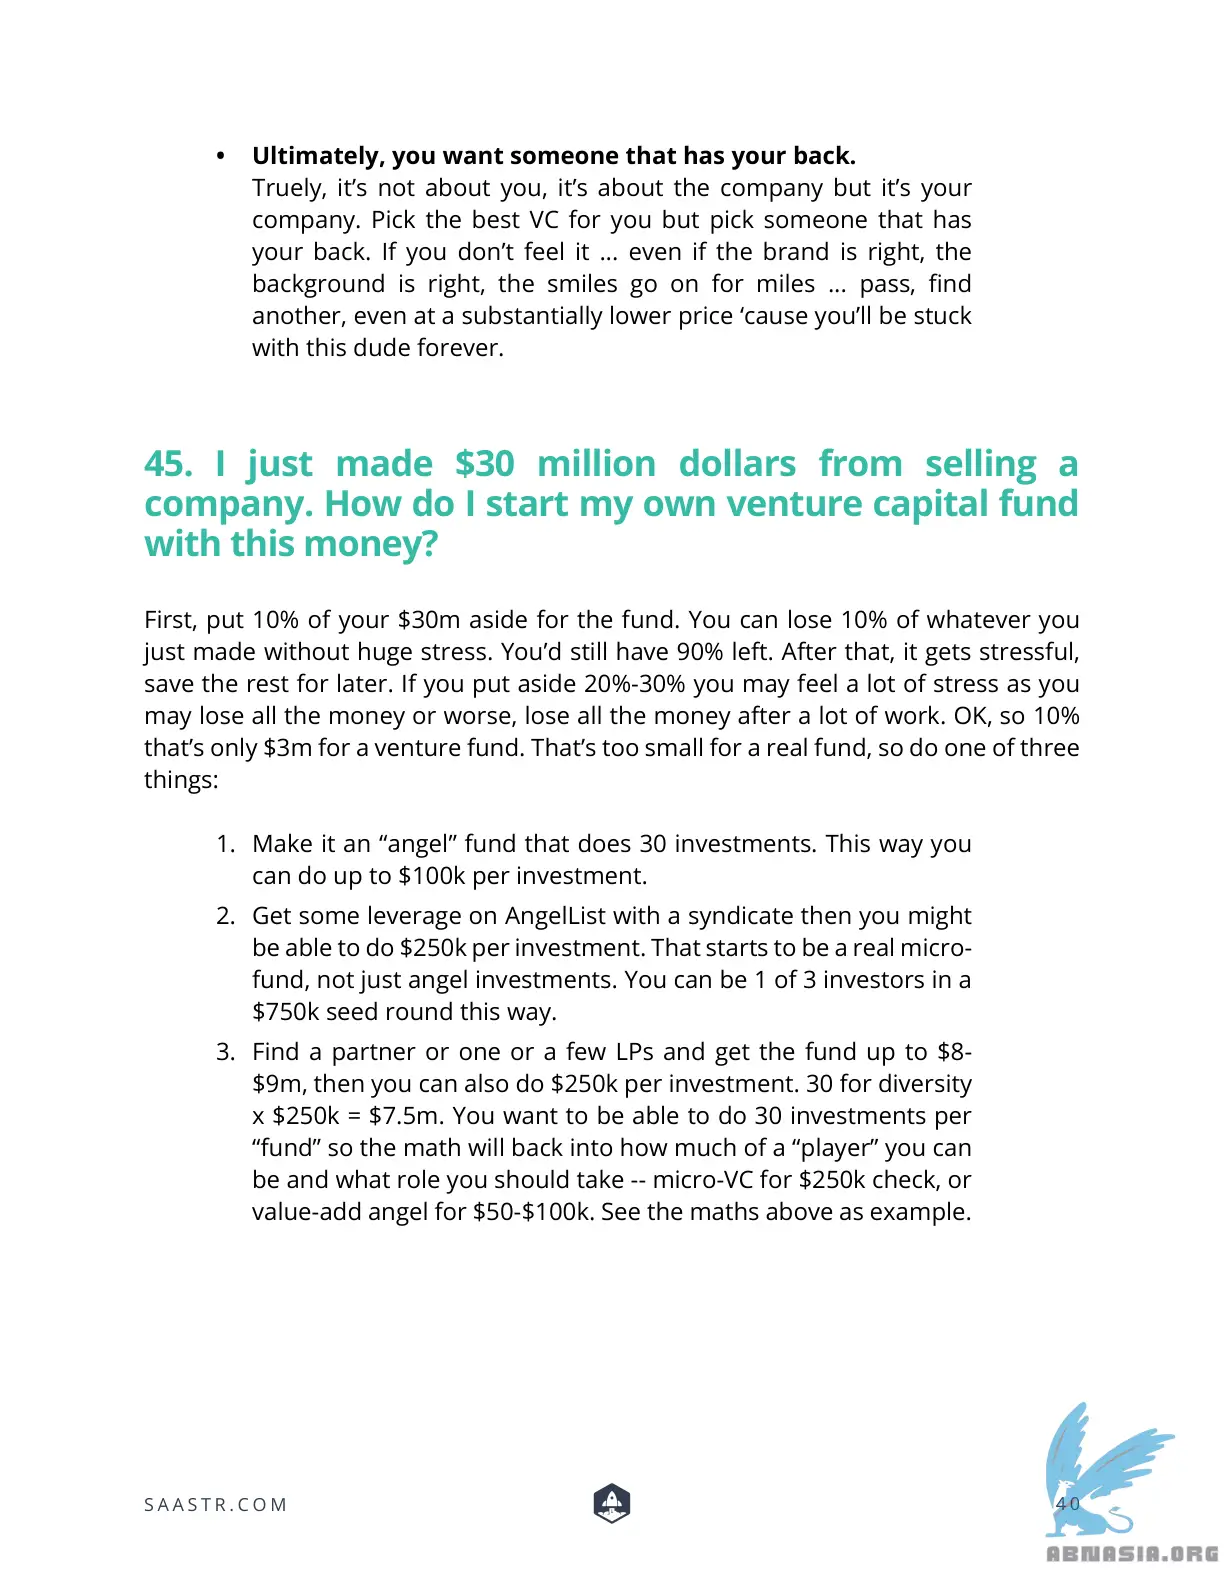 • Ultimately, you want someone that has your back.
Truely, it’s not about you, it’s about the company but it’s your
company. Pick the best VC for you but pick someone that has
your back. If you don’t feel it ... even if the brand is right, the
background is right, the smiles go on for miles ... pass, find
another, even at a substantially lower price ‘cause you’ll be stuck
with this dude forever.
45. I just made $30 million dollars from selling a
company. How do I start my own venture capital fund
with this money?
First, put 10% of your $30m aside for the fund. You can lose 10% of whatever you
just made without huge stress. You’d still have 90% left. After that, it gets stressful,
save the rest for later. If you put aside 20%-30% you may feel a lot of stress as you
may lose all the money or worse, lose all the money after a lot of work. OK, so 10%
that’s only $3m for a venture fund. That’s too small for a real fund, so do one of three
things:
1. Make it an “angel” fund that does 30 investments. This way you
can do up to $100k per investment.
2. Get some leverage on AngelList with a syndicate then you might
be able to do $250k per investment. That starts to be a real micro-
fund, not just angel investments. You can be 1 of 3 investors in a
$750k seed round this way.
3. Find a partner or one or a few LPs and get the fund up to $8-
$9m, then you can also do $250k per investment. 30 for diversity
x $250k = $7.5m. You want to be able to do 30 investments per
“fund” so the math will back into how much of a “player” you can
be and what role you should take -- micro-VC for $250k check, or
value-add angel for $50-$100k. See the maths above as example.
SAASTR.COM
40
ABNASIA.ORG